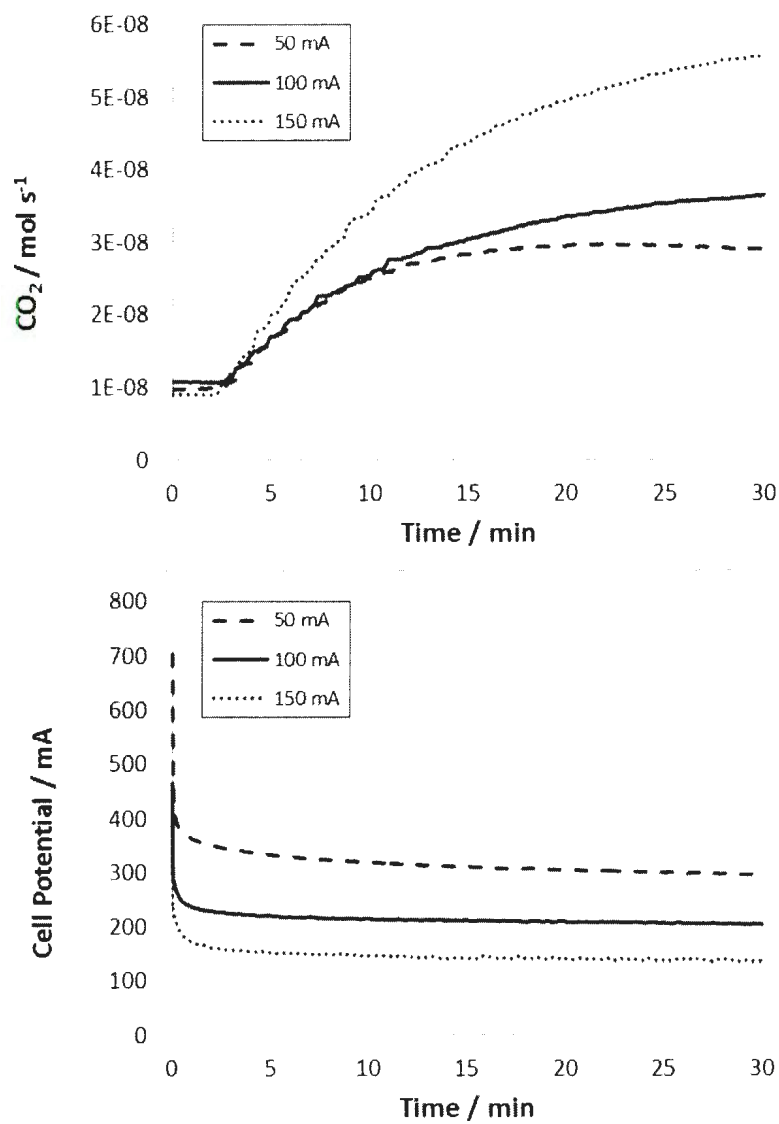 6E-08
5E-08
4E-08
3E-08
2E-08
1E-08
0
CO₂ / mol s⁻¹
50 mA
100 mA
150 mA
0 5 10 15 20 25 30
Time / min
800
700
600
500
400
300
200
100
0
Cell Potential / mA
50 mA
100 mA
150 mA
0 5 10 15 20 25 30
Time / min